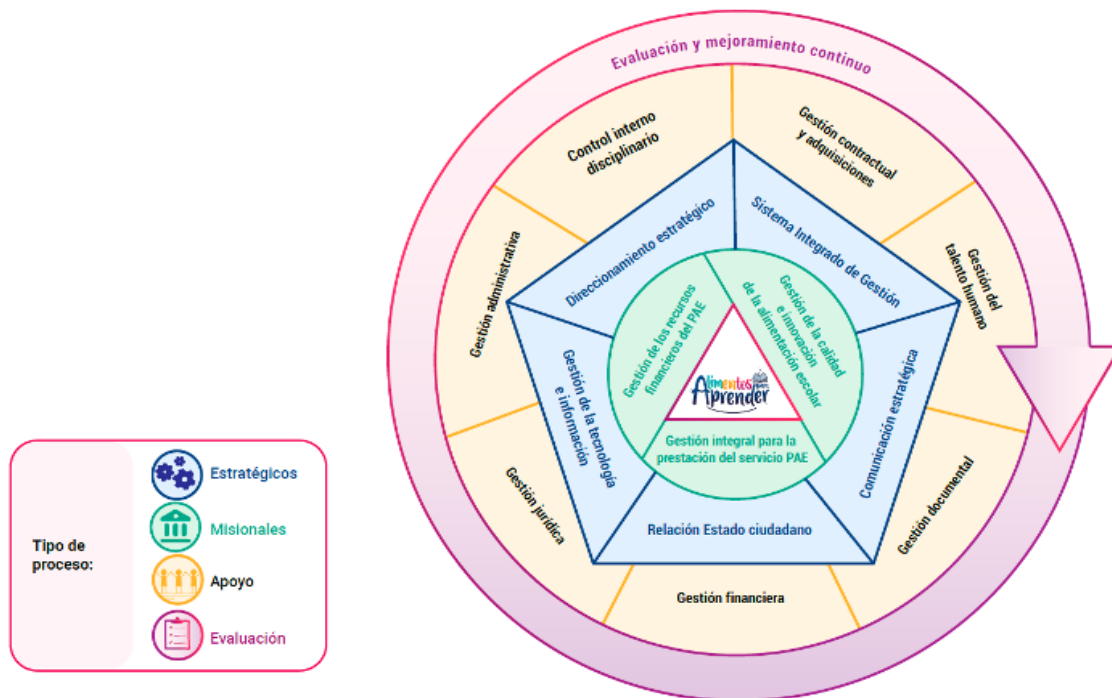 Evaluación y mejoramiento continuo
Control interno
disciplinario
Gestión contractual
y adquisiciones
Gestión administrativa
Direccionamiento estratégico
Sistema Integrado de Gestión
Gestión del
talento humano
Gestión de los recursos
financieros del PAE
Gestión de la calidad
e innovación
de la alimentación escolar
Alimentos
Aprender
Gestión de la tecnología
e información
Gestión integral para la
prestación del servicio PAE
Comunicación estratégica
Gestión jurídica
Relación Estado ciudadano
Gestión documental
Gestión financiera
Tipo de
proceso:
Estratégicos
Misionales
Apoyo
Evaluación